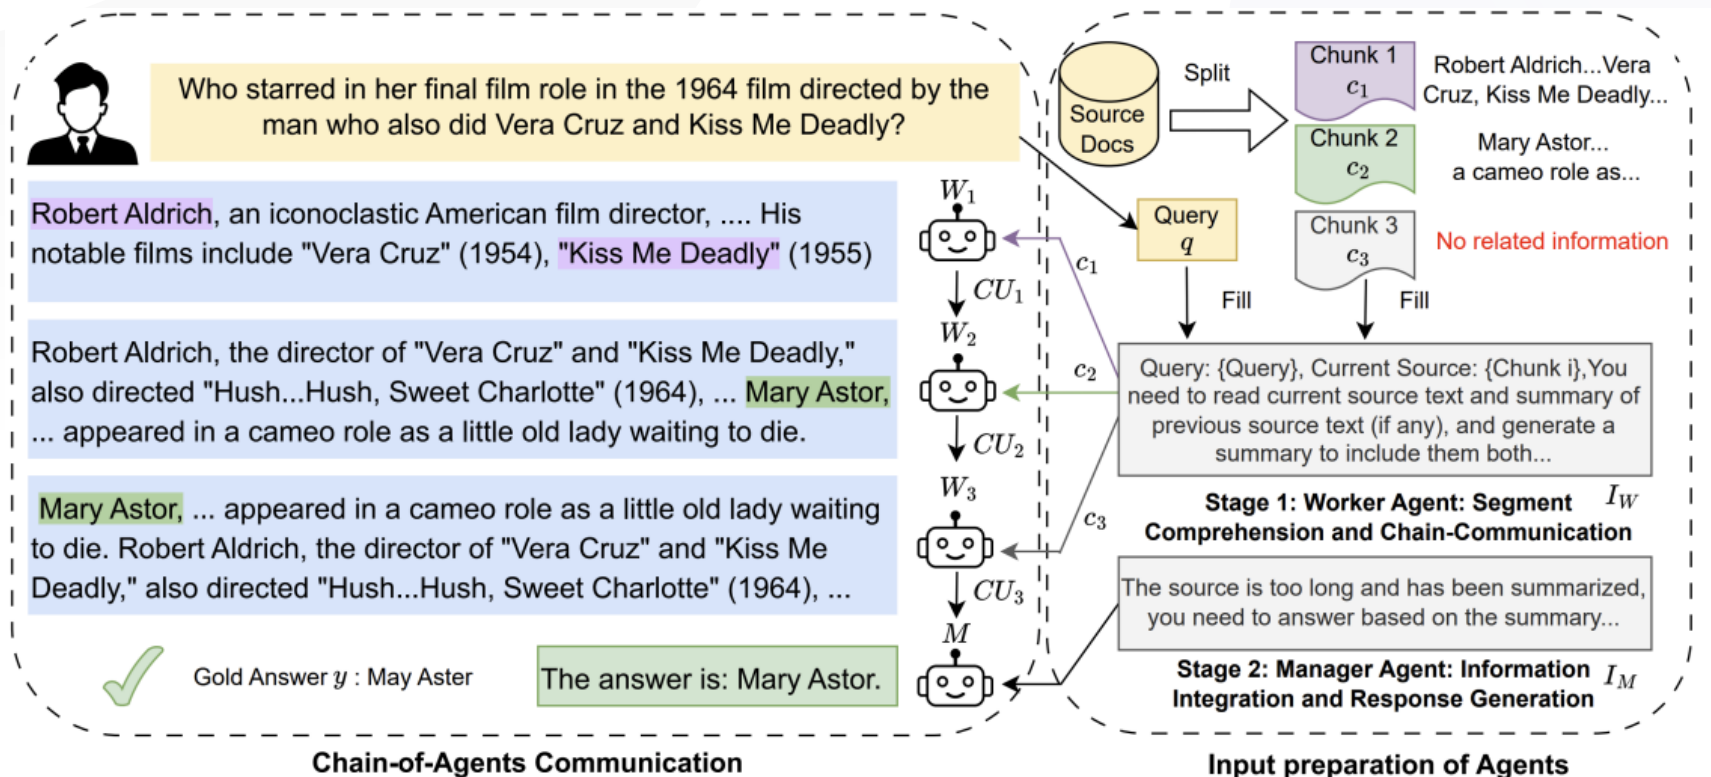 Who starred in her final film role in the 1964 film directed by the
man who also did Vera Cruz and Kiss Me Deadly?
Robert Aldrich, an iconoclastic American film director, .... His
notable films include "Vera Cruz" (1954), "Kiss Me Deadly" (1955)
Robert Aldrich, the director of "Vera Cruz" and "Kiss Me Deadly,"
also directed "Hush...Hush, Sweet Charlotte" (1964), ... Mary Astor,
... appeared in a cameo role as a little old lady waiting to die.
Mary Astor, ... appeared in a cameo role as a little old lady waiting
to die. Robert Aldrich, the director of "Vera Cruz" and "Kiss Me
Deadly," also directed "Hush...Hush, Sweet Charlotte" (1964), ...
Gold Answer y : May Aster
The answer is: Mary Astor.
W1
CU1
W2
CU2
W3
CU3
M
c1
c2
c3
Chain-of-Agents Communication
Source
Docs
Split
Chunk 1
c1
Robert Aldrich...Vera
Cruz, Kiss Me Deadly...
Chunk 2
c2
Mary Astor...
a cameo role as...
Chunk 3
c3
No related information
Query
q
Fill
Fill
Query: {Query}, Current Source: {Chunk i},You
need to read current source text and summary of
previous source text (if any), and generate a
summary to include them both...
Stage 1: Worker Agent: Segment
Comprehension and Chain-Communication
IW
The source is too long and has been summarized,
you need to answer based on the summary...
Stage 2: Manager Agent: Information
Integration and Response Generation
IM
Input preparation of Agents